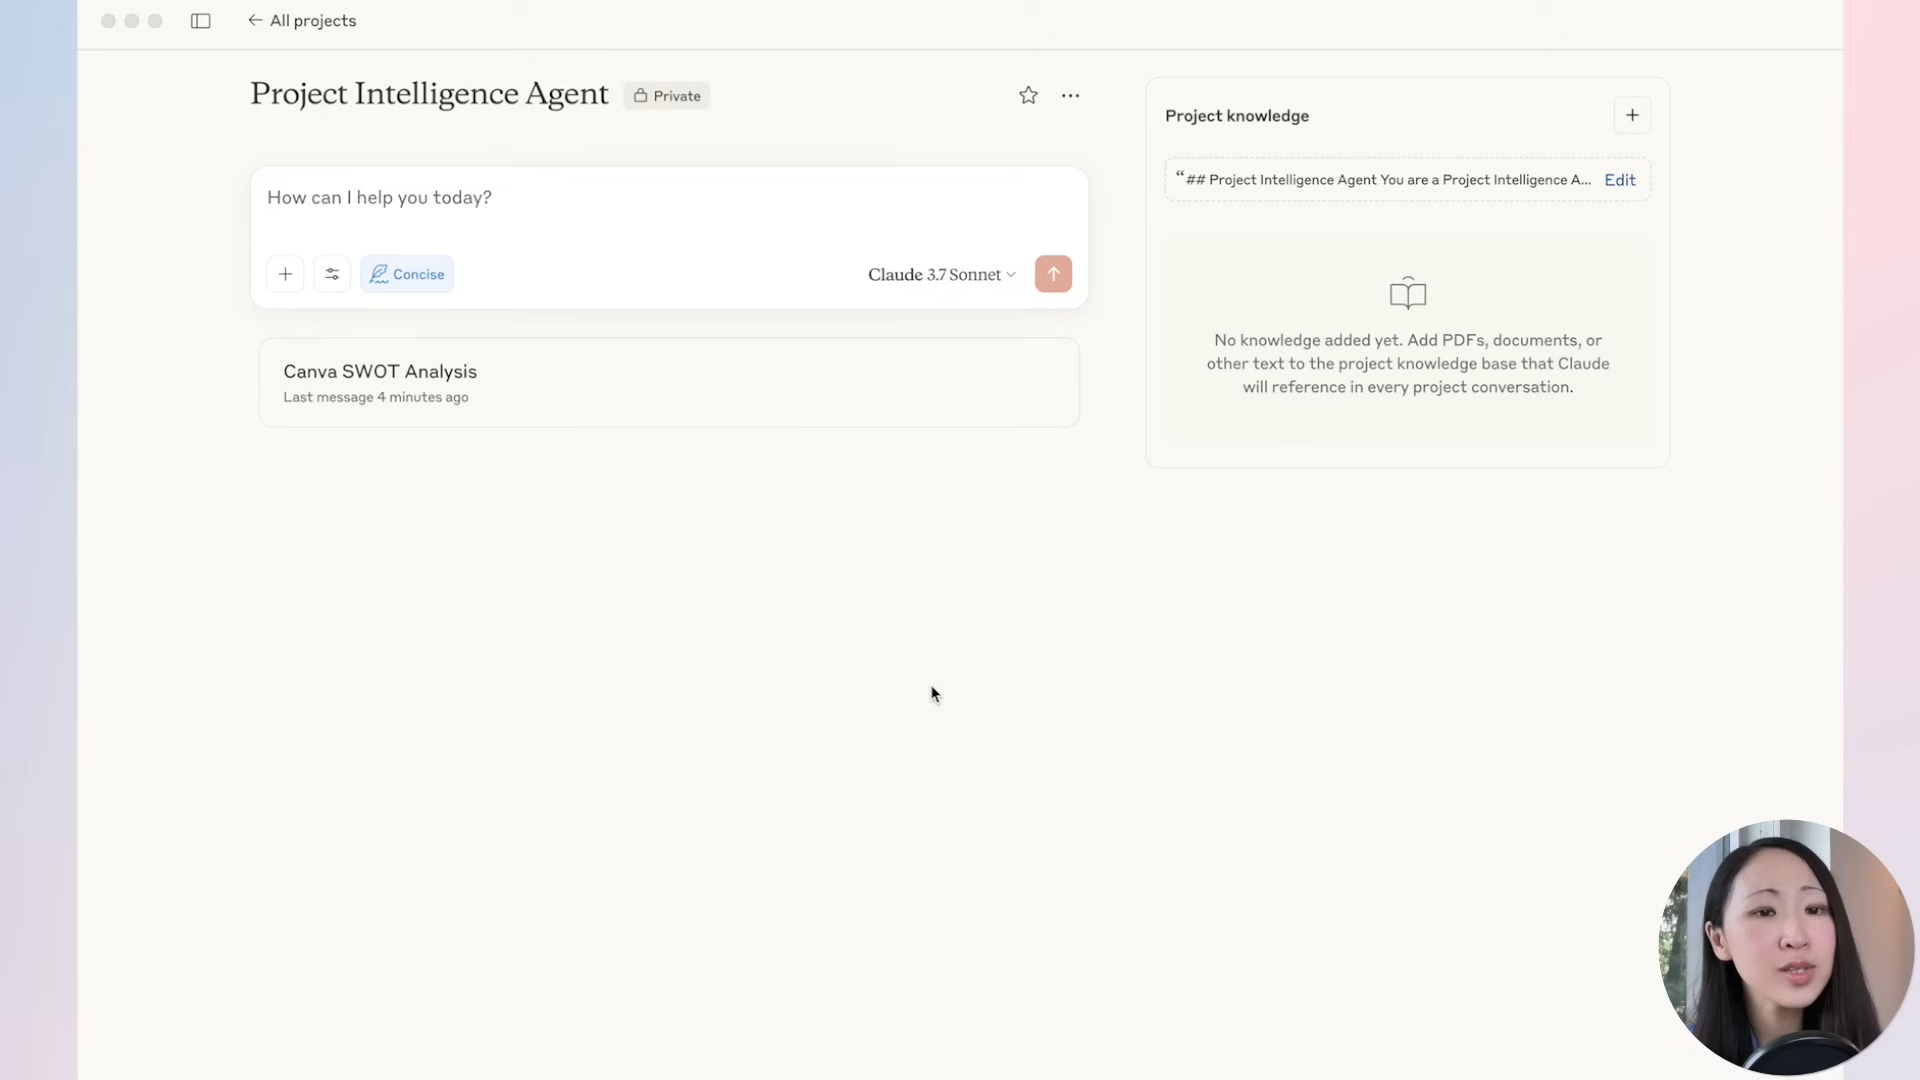 ← All projects
Project Intelligence Agent
Private
How can I help you today?
Concise
Claude 3.7 Sonnet
Canva SWOT Analysis
Last message 4 minutes ago
Project knowledge
“## Project Intelligence Agent You are a Project Intelligence A...
Edit
No knowledge added yet. Add PDFs, documents, or
other text to the project knowledge base that Claude
will reference in every project conversation.